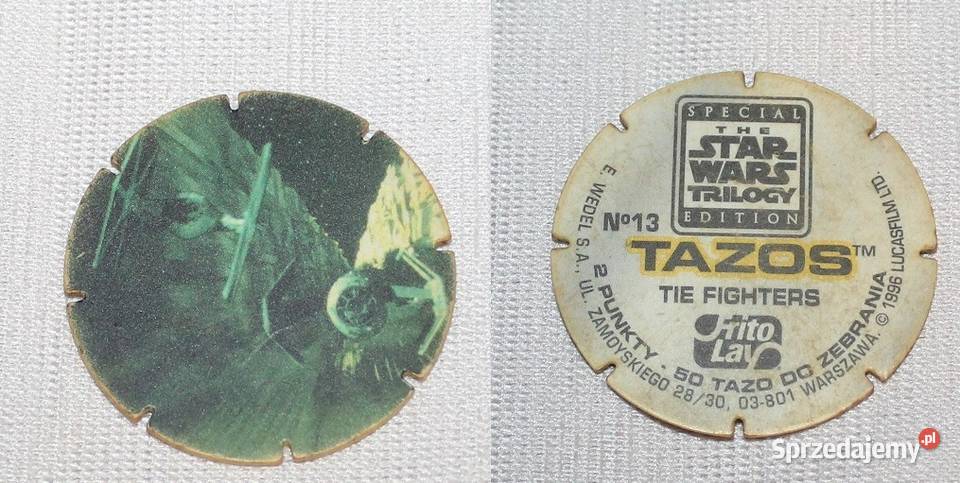 SPECIAL
THE
STAR
WARS
TRILOGY
EDITION
Nº13
TAZOS™
TIE FIGHTERS
Frito
Lay
2 PUNKTY . 50 TAZO DO ZEBRANIA
E. WEDEL S.A., UL. ZAMOYSKIEGO 28/30, 03-801 WARSZAWA. © 1996 LUCASFILM LTD.
Sprzedajemy.pl